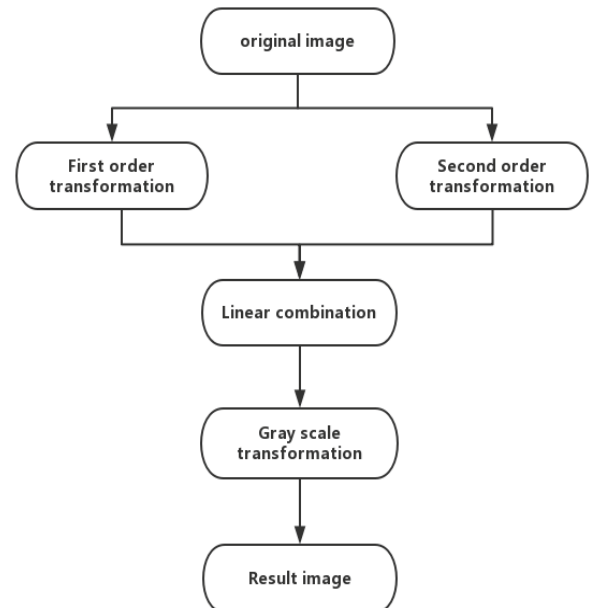 original image
First order
transformation
Second order
transformation
Linear combination
Gray scale
transformation
Result image